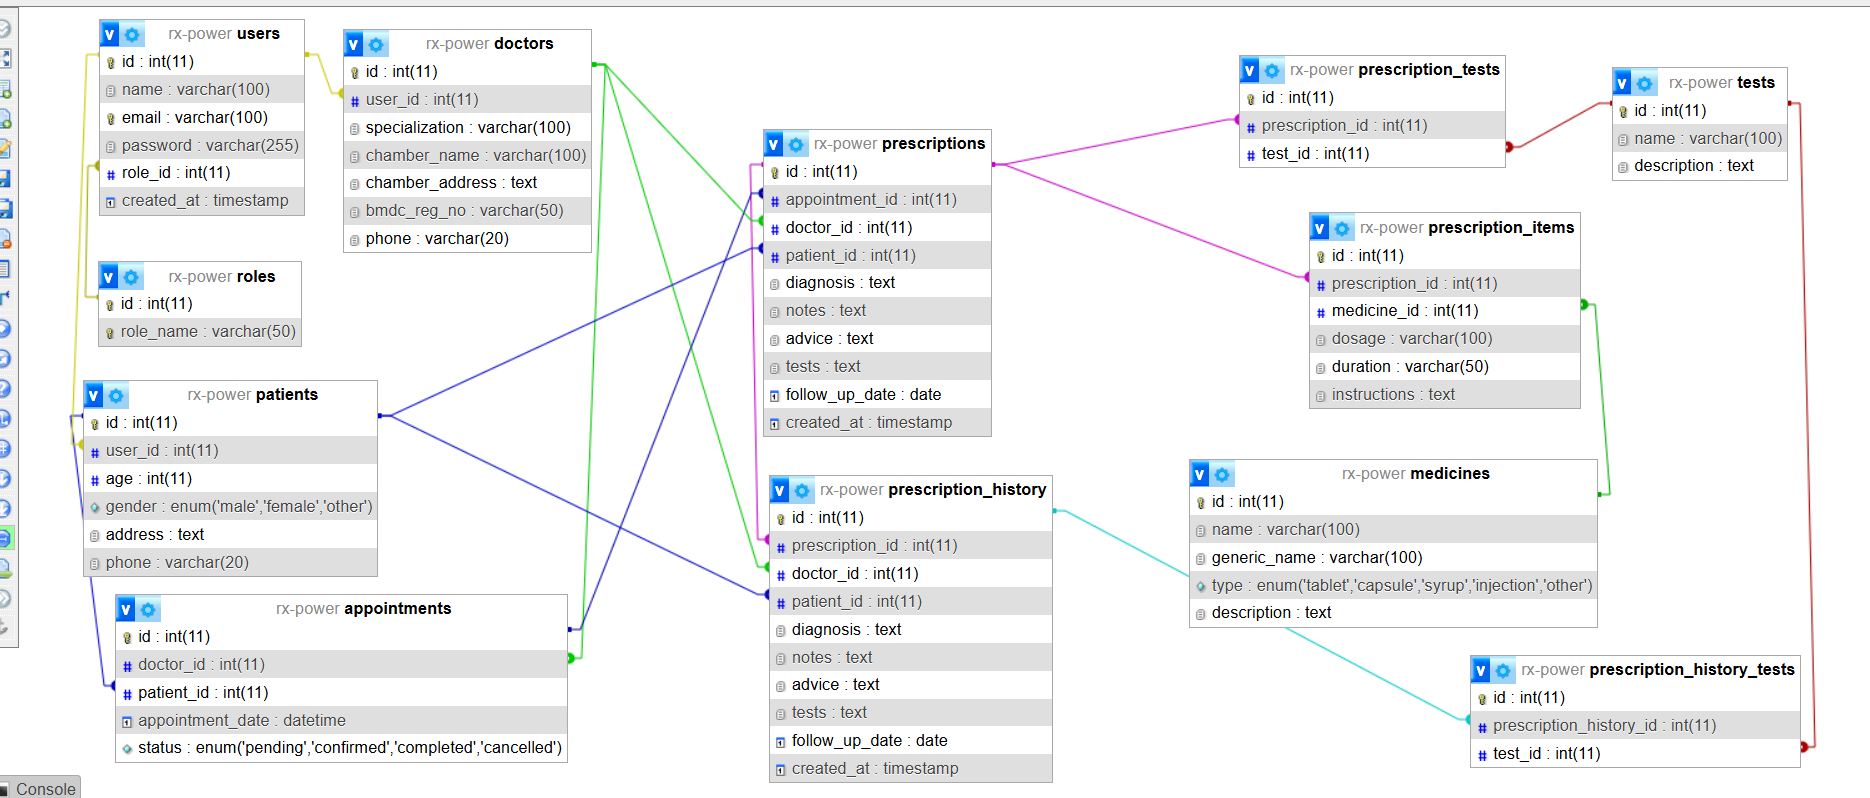 rx-power users
id : int(11)
name : varchar(100)
email : varchar(100)
password : varchar(255)
role_id : int(11)
created_at : timestamp
rx-power doctors
id : int(11)
user_id : int(11)
specialization : varchar(100)
chamber_name : varchar(100)
chamber_address : text
bmdc_reg_no : varchar(50)
phone : varchar(20)
rx-power roles
id : int(11)
role_name : varchar(50)
rx-power patients
id : int(11)
user_id : int(11)
age : int(11)
gender : enum('male','female','other')
address : text
phone : varchar(20)
rx-power appointments
id : int(11)
doctor_id : int(11)
patient_id : int(11)
appointment_date : datetime
status : enum('pending','confirmed','completed','cancelled')
rx-power prescriptions
id : int(11)
appointment_id : int(11)
doctor_id : int(11)
patient_id : int(11)
diagnosis : text
notes : text
advice : text
tests : text
follow_up_date : date
created_at : timestamp
rx-power prescription_history
id : int(11)
prescription_id : int(11)
doctor_id : int(11)
patient_id : int(11)
diagnosis : text
notes : text
advice : text
tests : text
follow_up_date : date
created_at : timestamp
rx-power prescription_tests
id : int(11)
prescription_id : int(11)
test_id : int(11)
rx-power tests
id : int(11)
name : varchar(100)
description : text
rx-power prescription_items
id : int(11)
prescription_id : int(11)
medicine_id : int(11)
dosage : varchar(100)
duration : varchar(50)
instructions : text
rx-power medicines
id : int(11)
name : varchar(100)
generic_name : varchar(100)
type : enum('tablet','capsule','syrup','injection','other')
description : text
rx-power prescription_history_tests
id : int(11)
prescription_history_id : int(11)
test_id : int(11)
Console